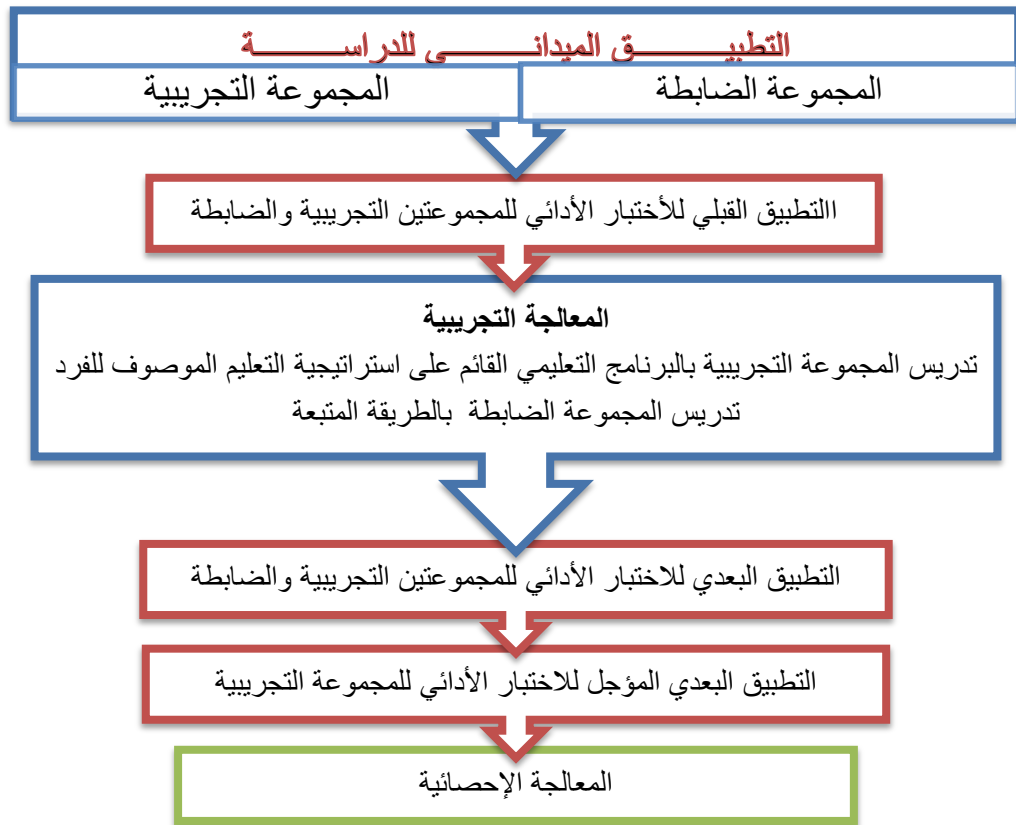 التطبيـــــــــق الميدانـــــــــى للدراســـــــــة
المجموعة الضابطة
المجموعة التجريبية
االتطبيق القبلي للأختبار الأدائي للمجموعتين التجريبية والضابطة
المعالجة التجريبية
تدريس المجموعة التجريبية بالبرنامج التعليمي القائم على استراتيجية التعليم الموصوف للفرد
تدريس المجموعة الضابطة بالطريقة المتبعة
التطبيق البعدي للاختبار الأدائي للمجموعتين التجريبية والضابطة
التطبيق البعدي المؤجل للاختبار الأدائي للمجموعة التجريبية
المعالجة الإحصائية